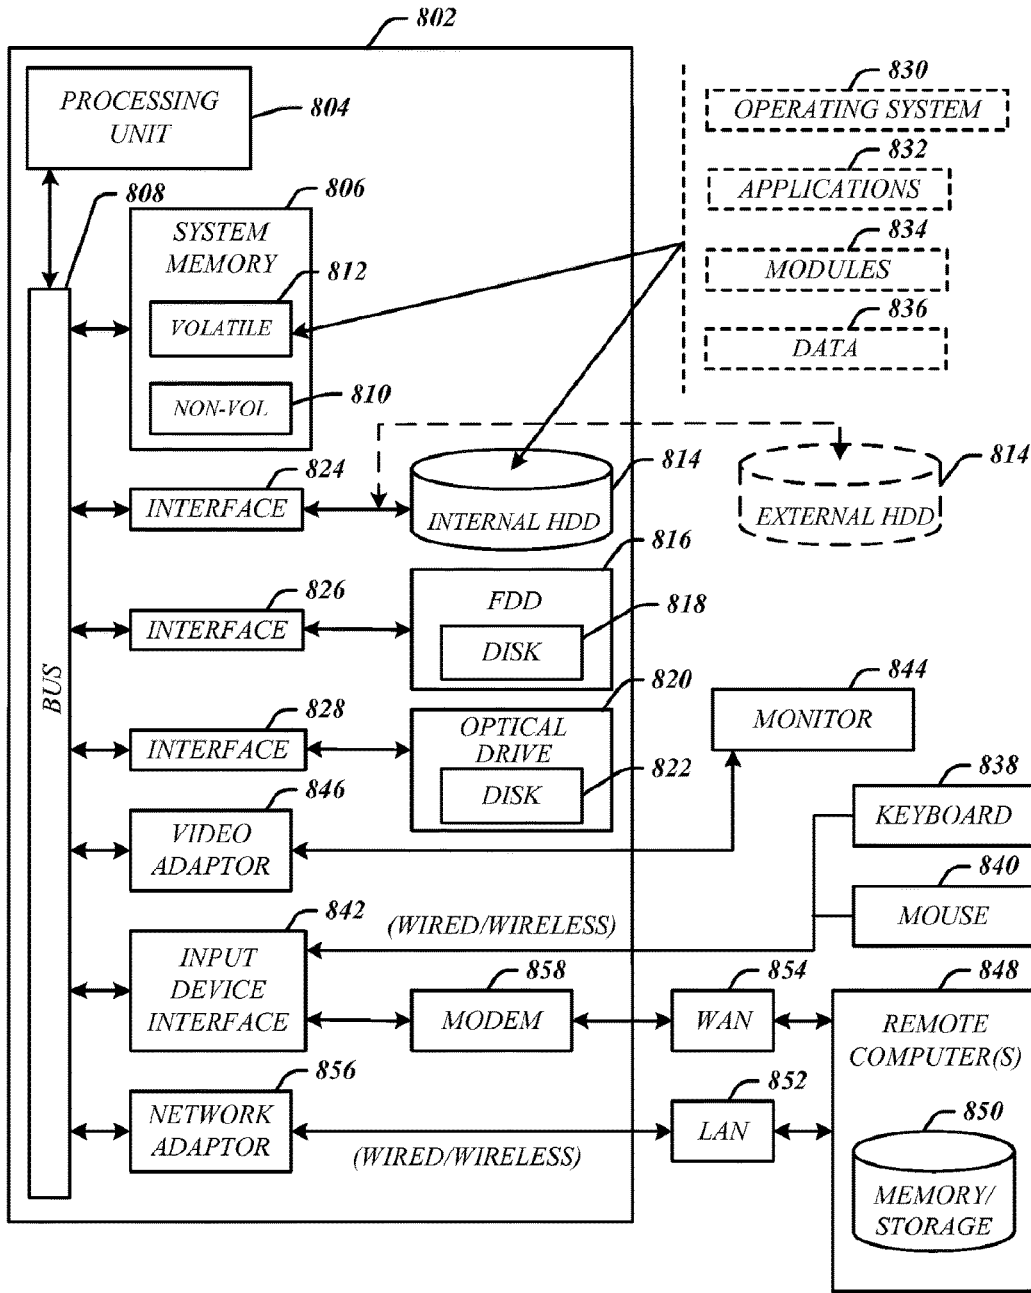 802
PROCESSING
UNIT
804
830
OPERATING SYSTEM
832
APPLICATIONS
834
MODULES
836
DATA
808
806
SYSTEM
MEMORY
812
VOLATILE
810
NON-VOL
824
INTERFACE
814
INTERNAL HDD
814
EXTERNAL HDD
826
INTERFACE
816
FDD
818
DISK
BUS
828
INTERFACE
820
OPTICAL
DRIVE
822
DISK
844
MONITOR
846
VIDEO
ADAPTOR
838
KEYBOARD
840
MOUSE
842
INPUT
DEVICE
INTERFACE
(WIRED/WIRELESS)
858
MODEM
854
WAN
848
REMOTE
COMPUTER(S)
856
NETWORK
ADAPTOR
(WIRED/WIRELESS)
852
LAN
850
MEMORY/
STORAGE